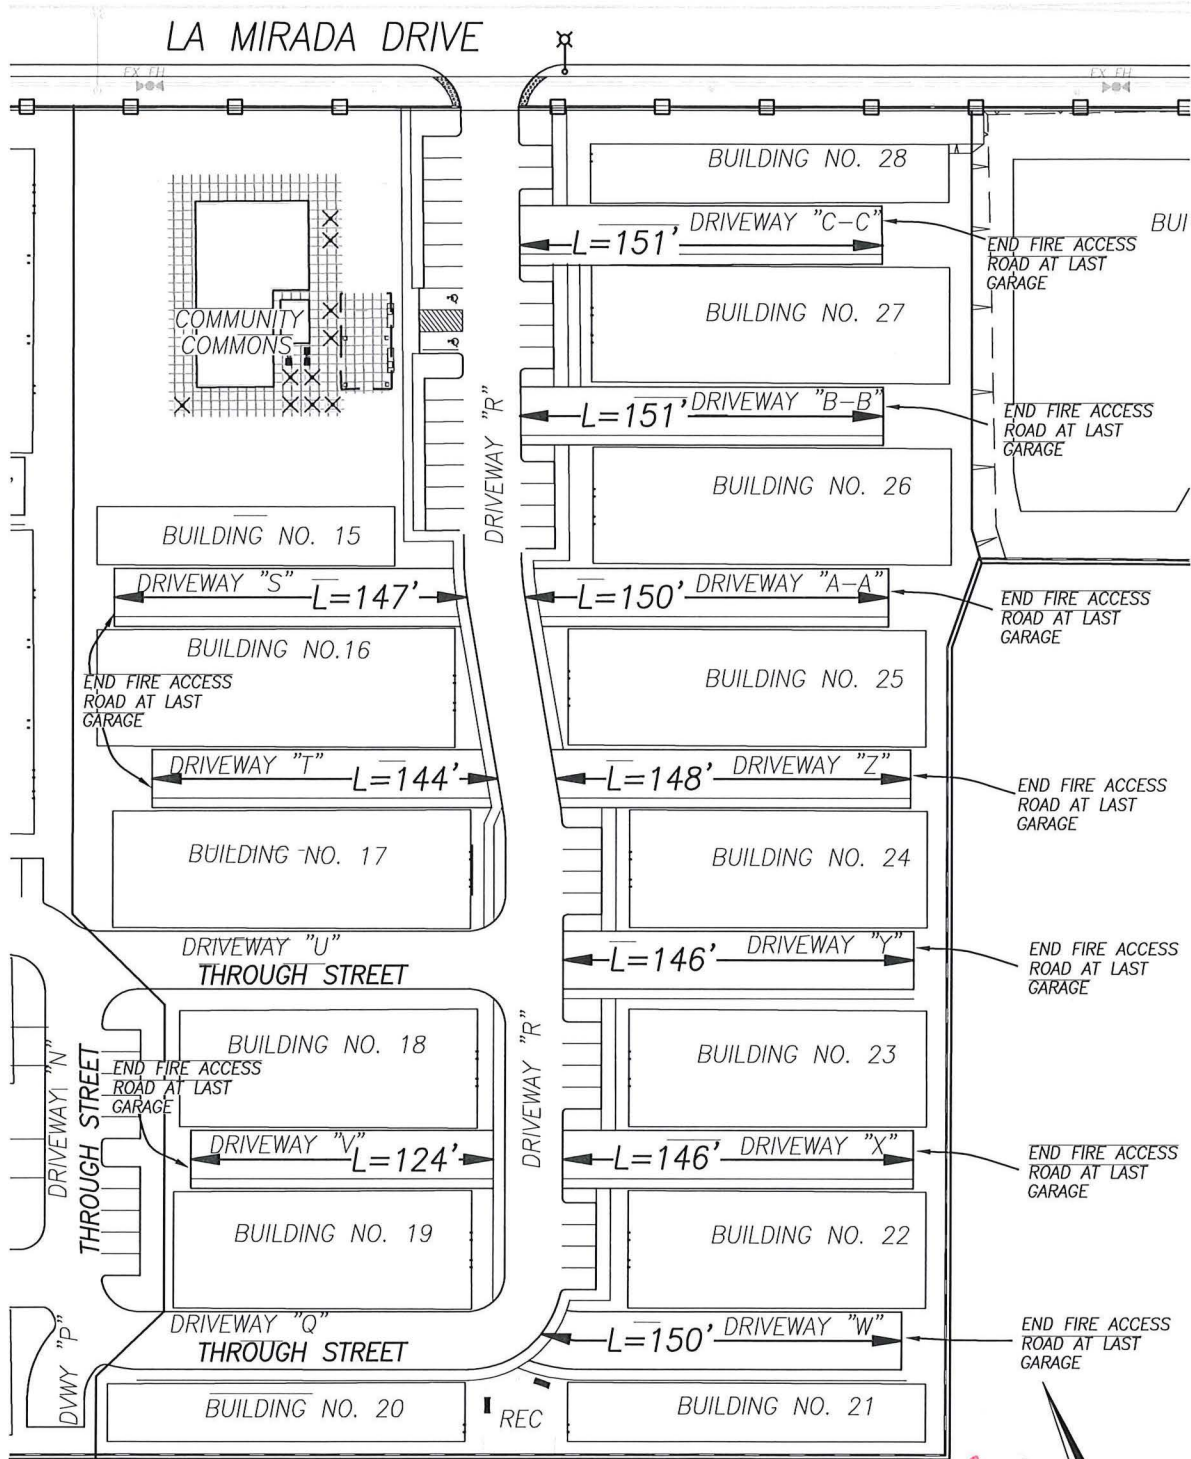 LA MIRADA DRIVE
EX FH
EX FH
BUILDING NO. 28
DRIVEWAY "C-C"
L=151'
END FIRE ACCESS
ROAD AT LAST
GARAGE
BUI
COMMUNITY
COMMONS
BUILDING NO. 27
DRIVEWAY "R"
DRIVEWAY "B-B"
L=151'
END FIRE ACCESS
ROAD AT LAST
GARAGE
BUILDING NO. 26
BUILDING NO. 15
DRIVEWAY "S"
L=147'
DRIVEWAY "A-A"
L=150'
END FIRE ACCESS
ROAD AT LAST
GARAGE
BUILDING NO.16
END FIRE ACCESS
ROAD AT LAST
GARAGE
BUILDING NO. 25
DRIVEWAY "T"
L=144'
DRIVEWAY "Z"
L=148'
END FIRE ACCESS
ROAD AT LAST
GARAGE
BUILDING NO. 17
BUILDING NO. 24
DRIVEWAY "U"
THROUGH STREET
DRIVEWAY "Y"
L=146'
END FIRE ACCESS
ROAD AT LAST
GARAGE
DRIVEWAY "N"
THROUGH STREET
BUILDING NO. 18
END FIRE ACCESS
ROAD AT LAST
GARAGE
DRIVEWAY "R"
BUILDING NO. 23
DRIVEWAY "V"
L=124'
DRIVEWAY "X"
L=146'
END FIRE ACCESS
ROAD AT LAST
GARAGE
BUILDING NO. 19
BUILDING NO. 22
DVWY "P"
DRIVEWAY "Q"
THROUGH STREET
DRIVEWAY "W"
L=150'
END FIRE ACCESS
ROAD AT LAST
GARAGE
BUILDING NO. 20
REC
BUILDING NO. 21